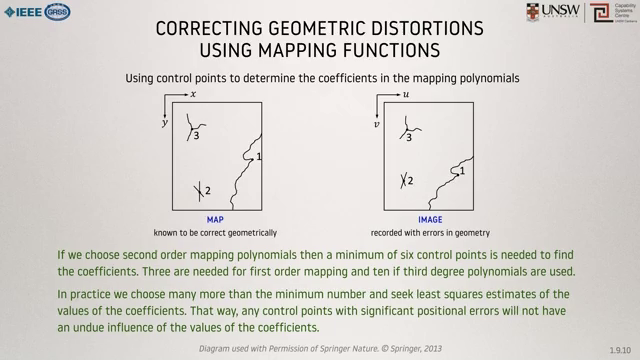 IEEE GRSS
UNSW
AUSTRALIA
Capability
Systems
Centre
UNSW Canberra
CORRECTING GEOMETRIC DISTORTIONS
USING MAPPING FUNCTIONS
Using control points to determine the coefficients in the mapping polynomials
x
y
3
1
2
MAP
known to be correct geometrically
u
v
3
1
2
IMAGE
recorded with errors in geometry
If we choose second order mapping polynomials then a minimum of six control points is needed to find
the coefficients. Three are needed for first order mapping and ten if third degree polynomials are used.
In practice we choose many more than the minimum number and seek least squares estimates of the
values of the coefficients. That way, any control points with significant positional errors will not have
an undue influence of the values of the coefficients.
Diagram used with Permission of Springer Nature. © Springer, 2013
1.9.10